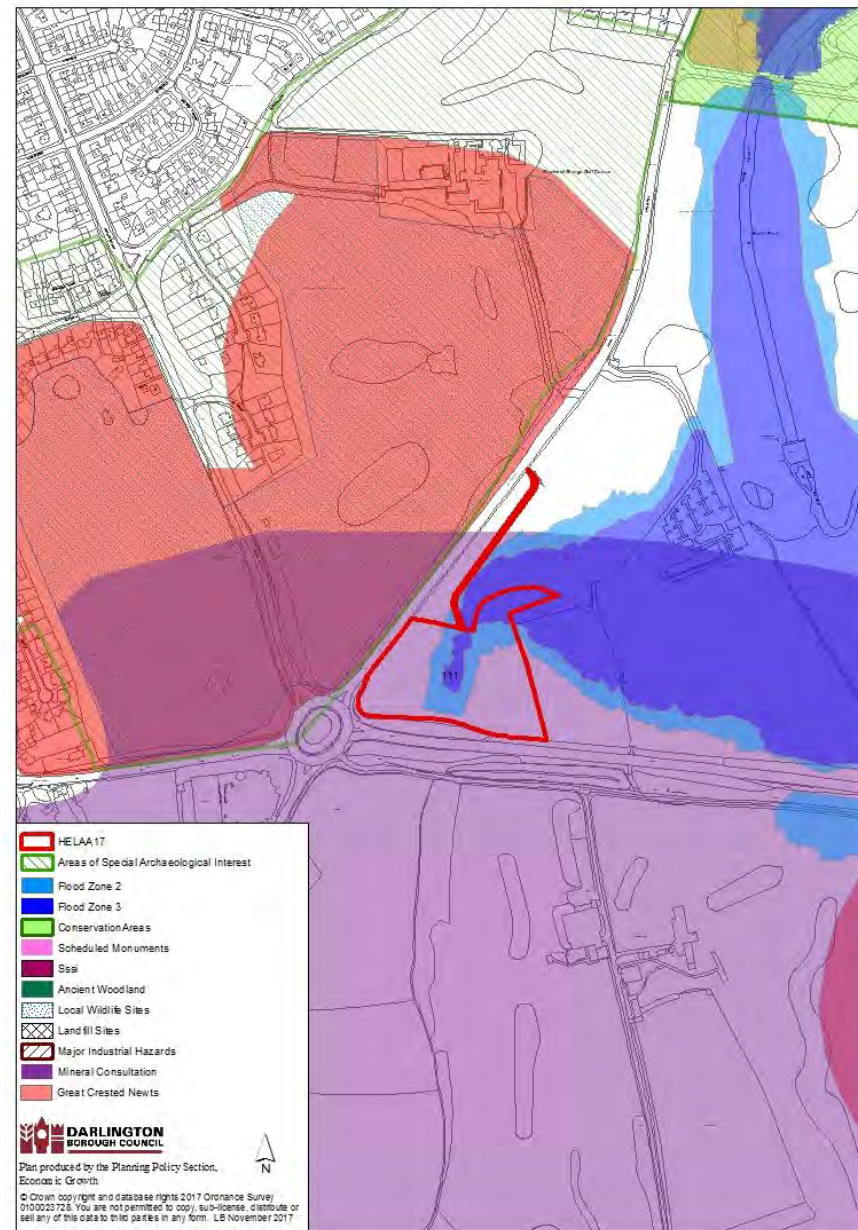 111
HELAA17
Areas of Special Archaeological Interest
Flood Zone 2
Flood Zone 3
Conservation Areas
Scheduled Monuments
Sssi
Ancient Woodland
Local Wildlife Sites
Landfill Sites
Major Industrial Hazards
Mineral Consultation
Great Crested Newts
DARLINGTON
BOROUGH COUNCIL
N
Plan produced by the Planning Policy Section,
Economic Growth
© Crown copyright and database rights 2017 Ordnance Survey
0100023728. You are not permitted to copy, sub-license, distribute or
sell any of this data to third parties in any form. LB November 2017